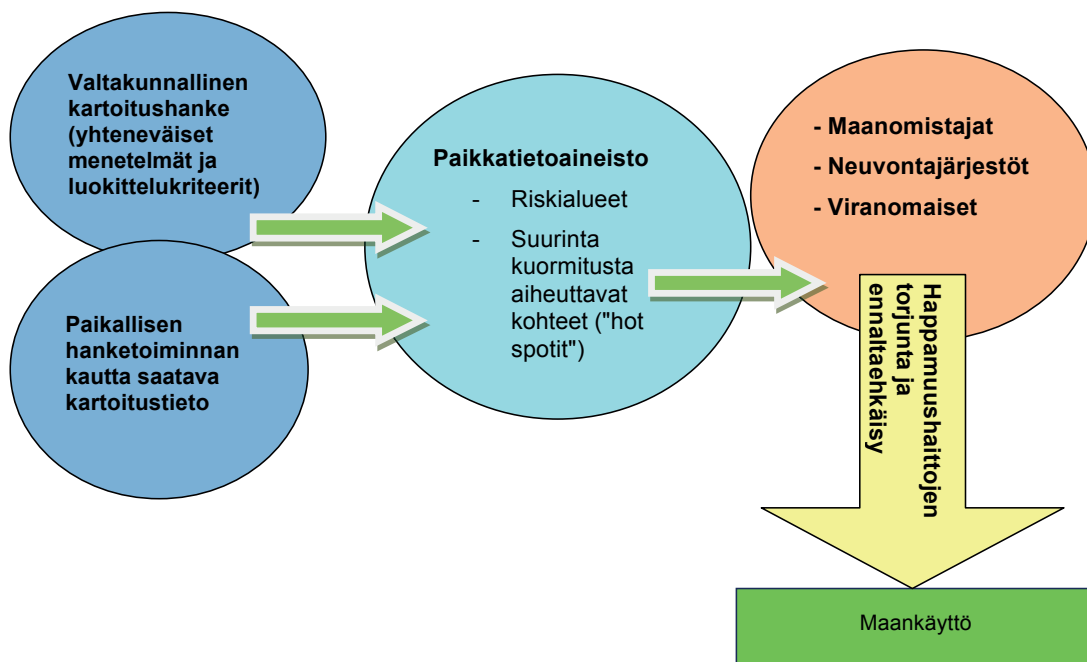 Valtakunnallinen
kartoitushanke
(yhteneväiset
menetelmät ja
luokittelukriteerit)
Paikallisen
hanketoiminnan
kautta saatava
kartoitustieto
Paikkatietoaineisto
- Riskialueet
- Suurinta
kuormitusta
aiheuttavat
kohteet ("hot
spotit")
- Maanomistajat
- Neuvontajärjestöt
- Viranomaiset
Happamuushaittojen
torjunta ja
ennaltaehkäisy
Maankäyttö